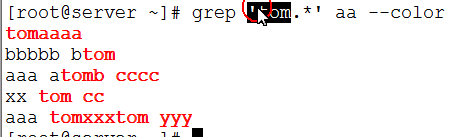 [root@server ~]# grep 'tom.*' aa --color
tomaaaa
bbbbb btom
aaa atomb cccc
xx tom cc
aaa tomxxxtom yyy
[root@server ~]#